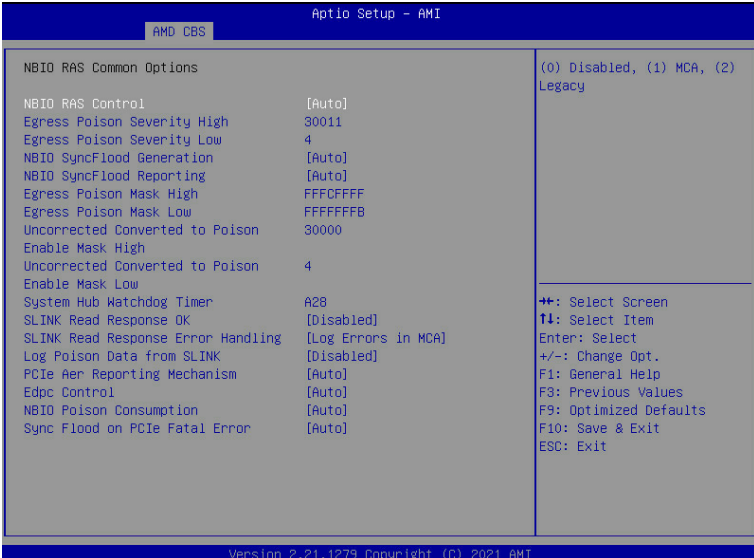 Aptio Setup - AMI
AMD CBS
NBIO RAS Common Options
NBIO RAS Control [Auto]
Egress Poison Severity High 30011
Egress Poison Severity Low 4
NBIO SyncFlood Generation [Auto]
NBIO SyncFlood Reporting [Auto]
Egress Poison Mask High FFFCFFFF
Egress Poison Mask Low FFFFFFFB
Uncorrected Converted to Poison 30000
Enable Mask High
Uncorrected Converted to Poison 4
Enable Mask Low
System Hub Watchdog Timer A28
SLINK Read Response OK [Disabled]
SLINK Read Response Error Handling [Log Errors in MCA]
Log Poison Data from SLINK [Disabled]
PCIe Aer Reporting Mechanism [Auto]
Edpc Control [Auto]
NBIO Poison Consumption [Auto]
Sync Flood on PCIe Fatal Error [Auto]
(0) Disabled, (1) MCA, (2)
Legacy
→←: Select Screen
↑↓: Select Item
Enter: Select
+/-: Change Opt.
F1: General Help
F3: Previous Values
F9: Optimized Defaults
F10: Save & Exit
ESC: Exit
Version 2.21.1279 Copyright (C) 2021 AMI